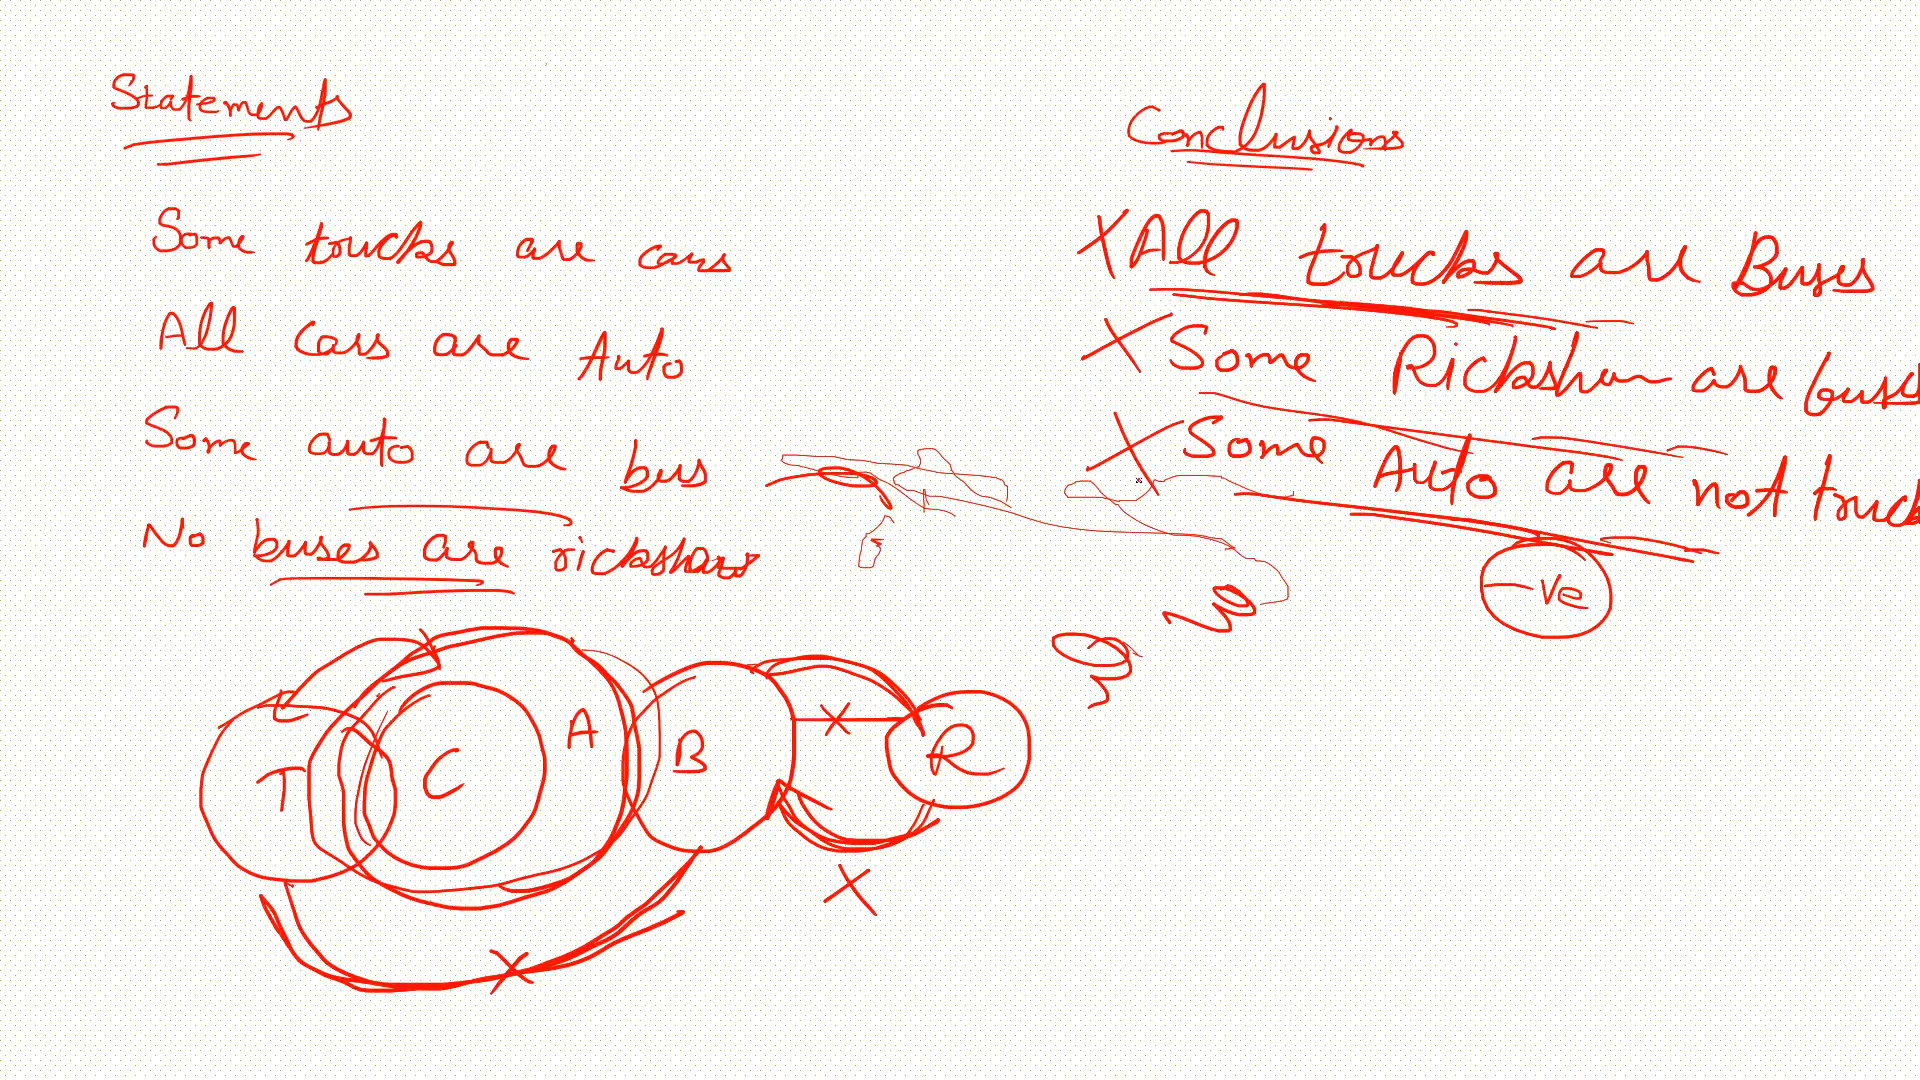 Statements
Some trucks are cars
All Cars are Auto
Some auto are bus
No buses are rickshaws
Conclusions
X All trucks are Buses
X Some Rickshaw are buses
X Some Auto are not truck
-ve
T C A B X R
X
X